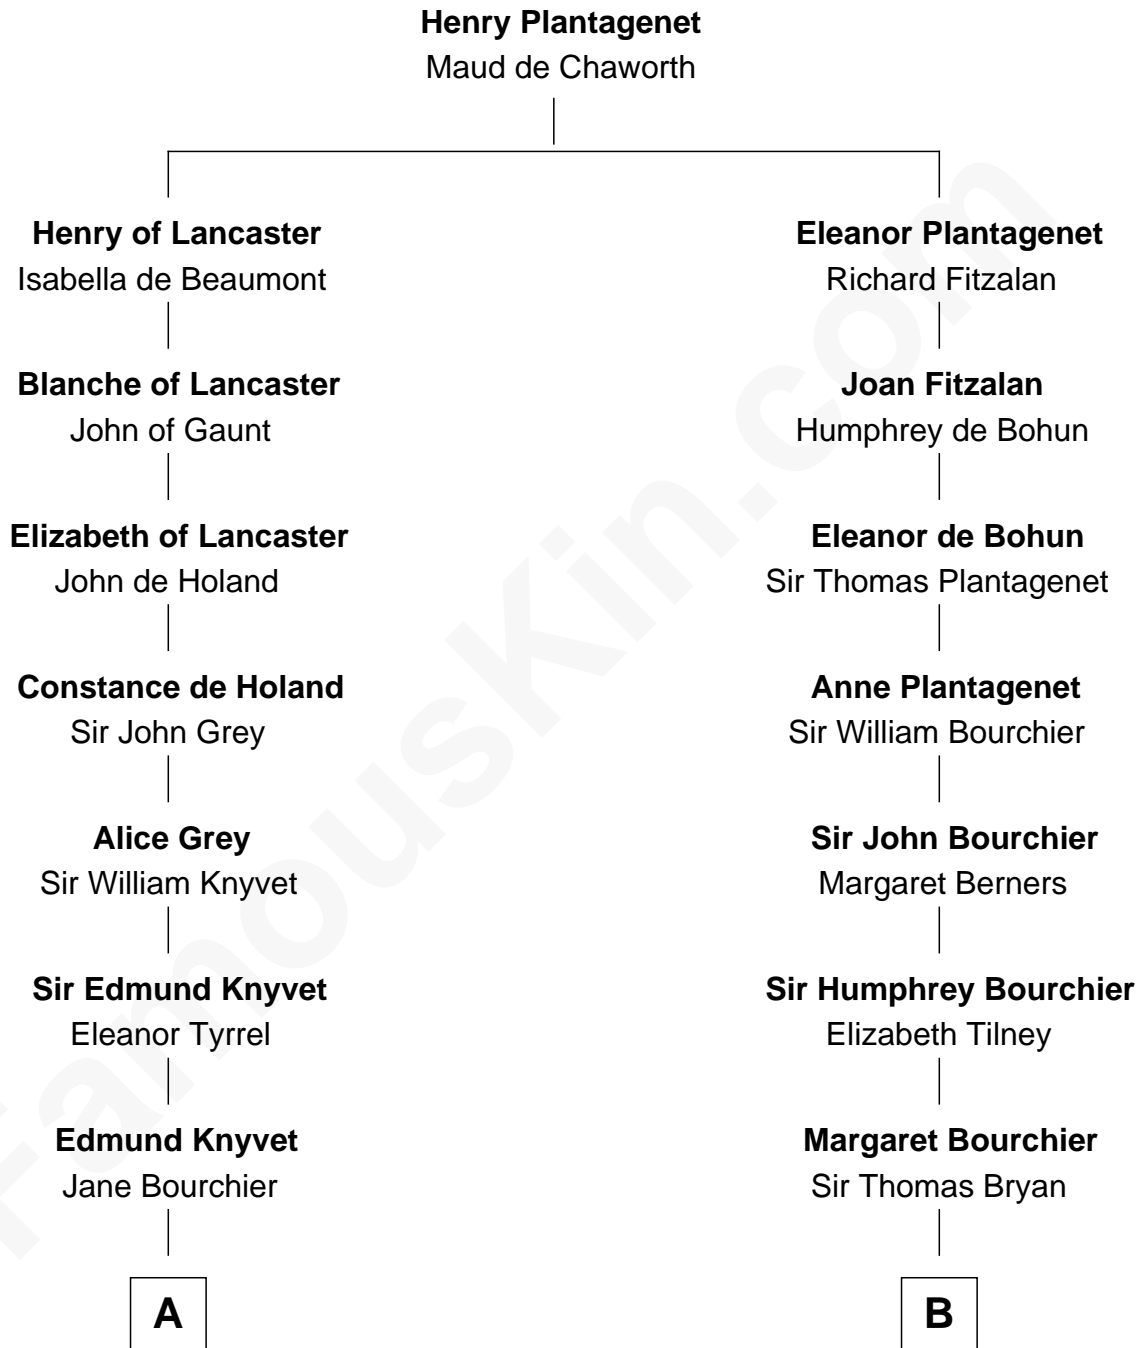 Henry Plantagenet
Maud de Chaworth
Henry of Lancaster
Isabella de Beaumont
Blanche of Lancaster
John of Gaunt
Elizabeth of Lancaster
John de Holand
Constance de Holand
Sir John Grey
Alice Grey
Sir William Knyvet
Sir Edmund Knyvet
Eleanor Tyrrel
Edmund Knyvet
Jane Bourchier
A
Eleanor Plantagenet
Richard Fitzalan
Joan Fitzalan
Humphrey de Bohun
Eleanor de Bohun
Sir Thomas Plantagenet
Anne Plantagenet
Sir William Bourchier
Sir John Bourchier
Margaret Berners
Sir Humphrey Bourchier
Elizabeth Tilney
Margaret Bourchier
Sir Thomas Bryan
B
FamousKin.com